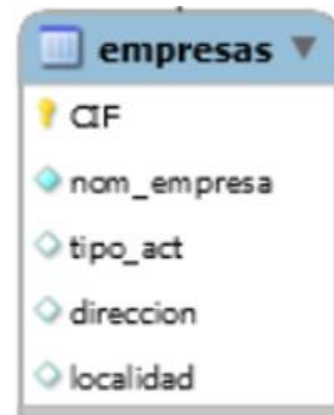 empresas
CIF
nom_empresa
tipo_act
direccion
localidad